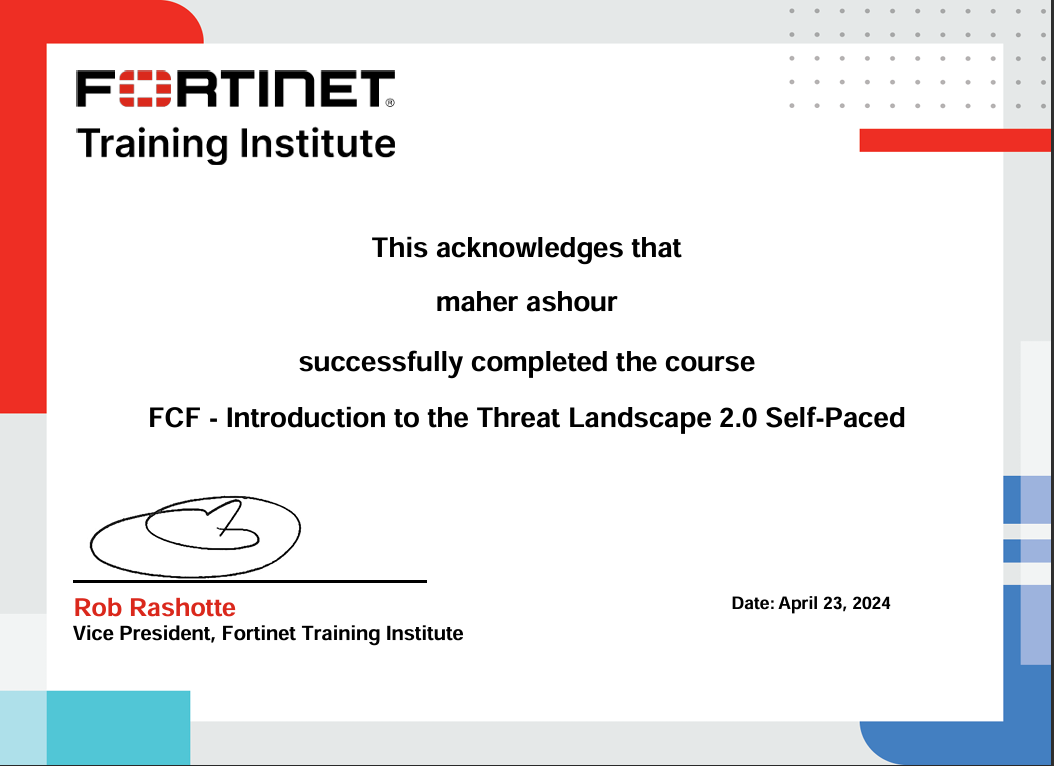 FORTINET®
Training Institute
This acknowledges that
maher ashour
successfully completed the course
FCF - Introduction to the Threat Landscape 2.0 Self-Paced
Rob Rashotte
Vice President, Fortinet Training Institute
Date: April 23, 2024